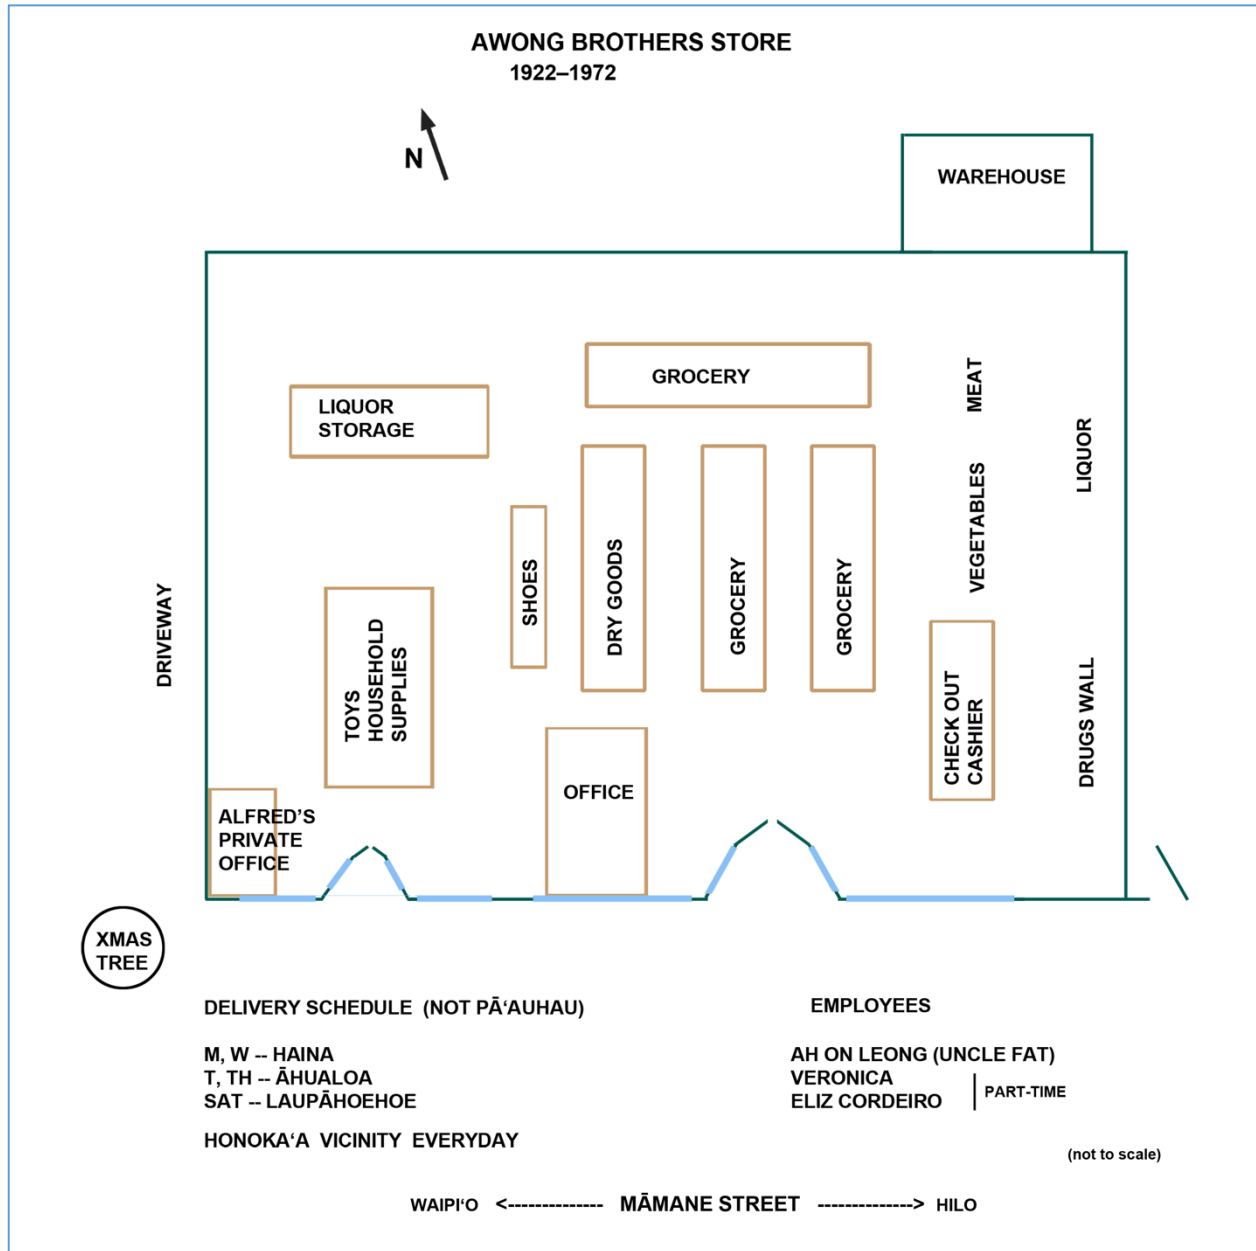 AWONG BROTHERS STORE
1922–1972
N
WAREHOUSE
GROCERY
MEAT
LIQUOR
STORAGE
LIQUOR
VEGETABLES
SHOES
DRY GOODS
GROCERY
GROCERY
DRIVEWAY
TOYS
HOUSEHOLD
SUPPLIES
CHECK OUT
CASHIER
DRUGS WALL
OFFICE
ALFRED’S
PRIVATE
OFFICE
XMAS
TREE
DELIVERY SCHEDULE (NOT PĀ‘AUHAU)
M, W -- HAINA
T, TH -- ĀHUALOA
SAT -- LAUPĀHOEHOE
HONOKA‘A VICINITY EVERYDAY
EMPLOYEES
AH ON LEONG (UNCLE FAT)
VERONICA
ELIZ CORDEIRO
PART-TIME
(not to scale)
WAIPI‘O <-------------- MĀMANE STREET --------------> HILO